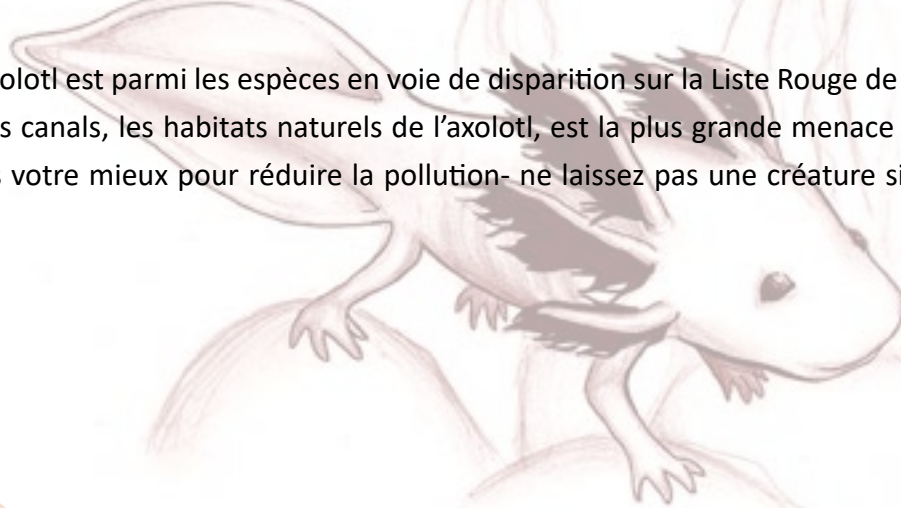 olotl est parmi les espèces en voie de disparition sur la Liste Rouge de
s canals, les habitats naturels de l’axolotl, est la plus grande menace
s votre mieux pour réduire la pollution- ne laissez pas une créature si